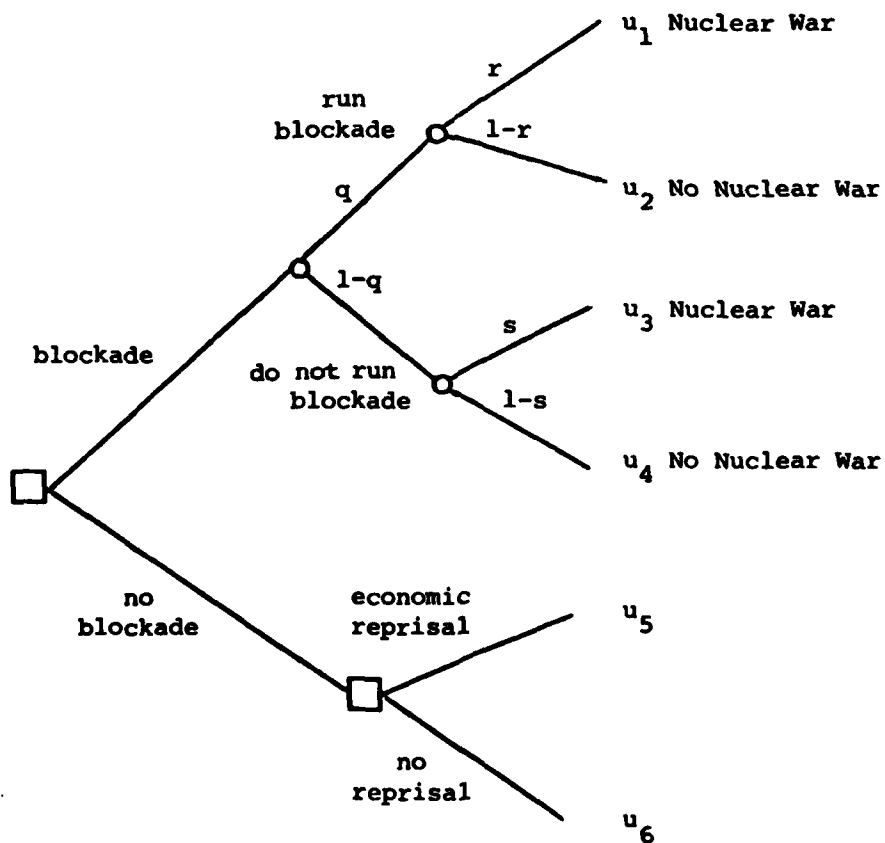 u1 Nuclear War
r
run
blockade
1-r
u2 No Nuclear War
q
1-q
s
u3 Nuclear War
blockade
do not run
blockade
1-s
u4 No Nuclear War
no
blockade
economic
reprisal
u5
no
reprisal
u6